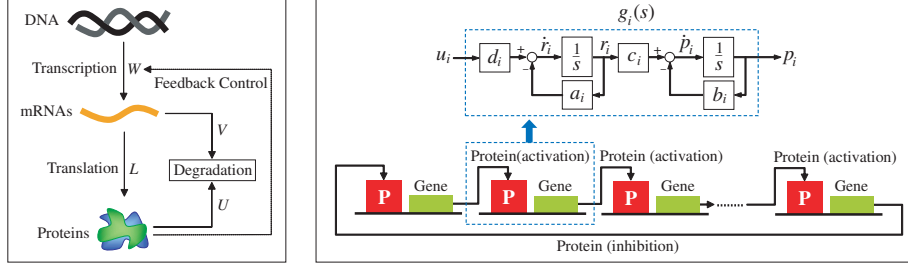 DNA
Transcription W
Feedback Control
mRNAs
V
Translation L
Degradation
U
Proteins
g_i(s)
u_i d_i + − ṙ_i 1/s r_i c_i + − ṗ_i 1/s p_i
a_i b_i
Protein(activation) Protein (activation) Protein (activation)
P Gene P Gene P Gene ....... P Gene
Protein (inhibition)